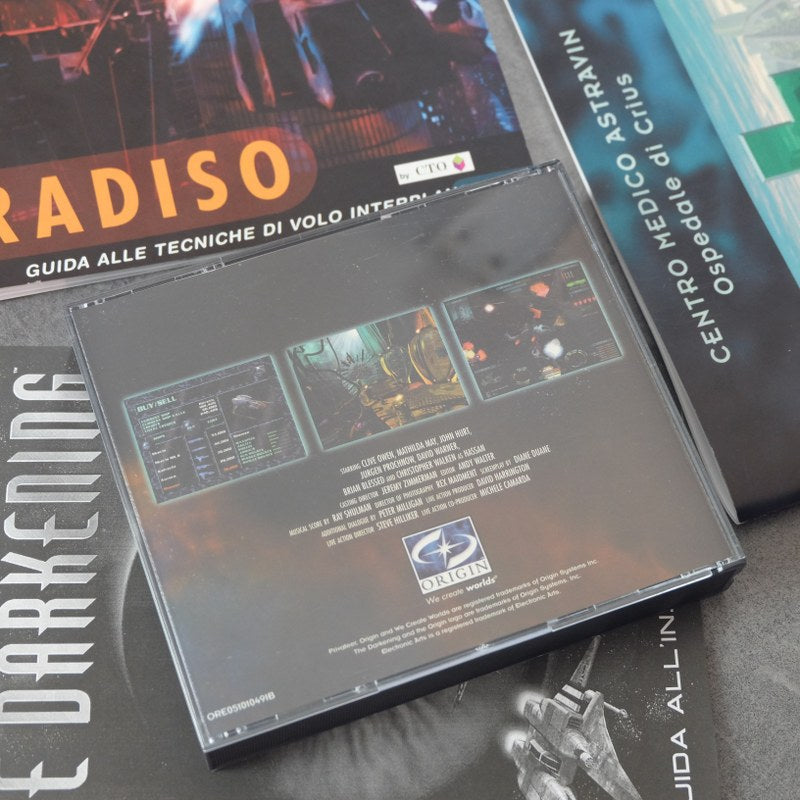 RADISO
by CTO
GUIDA ALLE TECNICHE DI VOLO INTERPLAN
CENTRO MEDICO ASTRAVIN
Ospedale di Crius
BUY/SELL
STARRING CLIVE OWEN, MATHILDA MAY, JOHN HURT,
JURGEN PROCHNOW, DAVID WARNER,
BRIAN BLESSED AND CHRISTOPHER WALKEN AS HASSAN
CASTING DIRECTOR JEREMY ZIMMERMAN EDITOR ANDY WALTER
MUSICAL SCORE BY RAY SHULMAN DIRECTOR OF PHOTOGRAPHY REX MAIDMENT SCREENPLAY BY DIANE DUANE
ADDITIONAL DIALOGUE BY PETER MILLIGAN LIVE ACTION PRODUCER DAVID HARRINGTON
LIVE ACTION DIRECTOR STEVE HILLIKER LIVE ACTION CO-PRODUCER MICHELE CAMARDA
ORIGIN
We create worlds®
Privateer, Origin and We Create Worlds are registered trademarks of Origin Systems Inc.
The Darkening and the Origin logo are trademarks of Origin Systems, Inc.
Electronic Arts is a registered trademark of Electronic Arts.
ORE051010491B
E DARKENING
UIDA ALL'IN